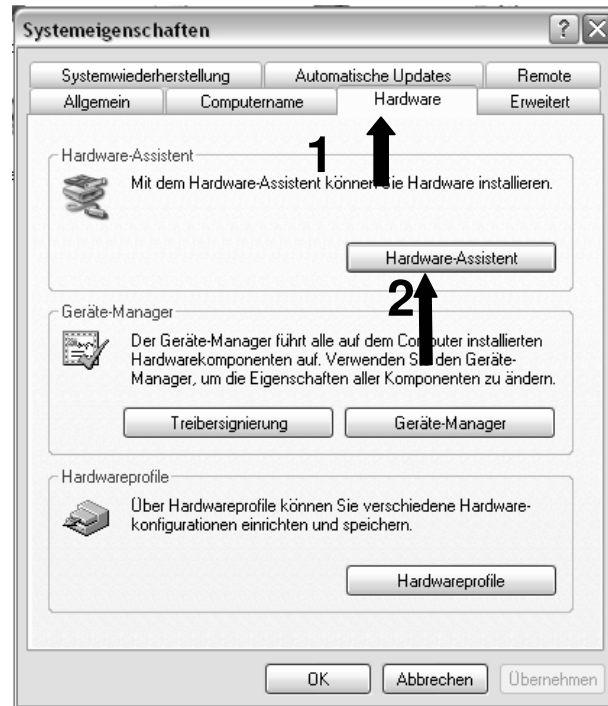 Systemeigenschaften
Systemwiederherstellung Automatische Updates Remote
Allgemein Computername Hardware Erweitert
1
Hardware-Assistent
Mit dem Hardware-Assistent können Sie Hardware installieren.
Hardware-Assistent
2
Geräte-Manager
Der Geräte-Manager führt alle auf dem Computer installierten
Hardwarekomponenten auf. Verwenden Sie den Geräte-
Manager, um die Eigenschaften aller Komponenten zu ändern.
Treibersignierung Geräte-Manager
Hardwareprofile
Über Hardwareprofile können Sie verschiedene Hardware-
konfigurationen einrichten und speichern.
Hardwareprofile
OK Abbrechen Übernehmen